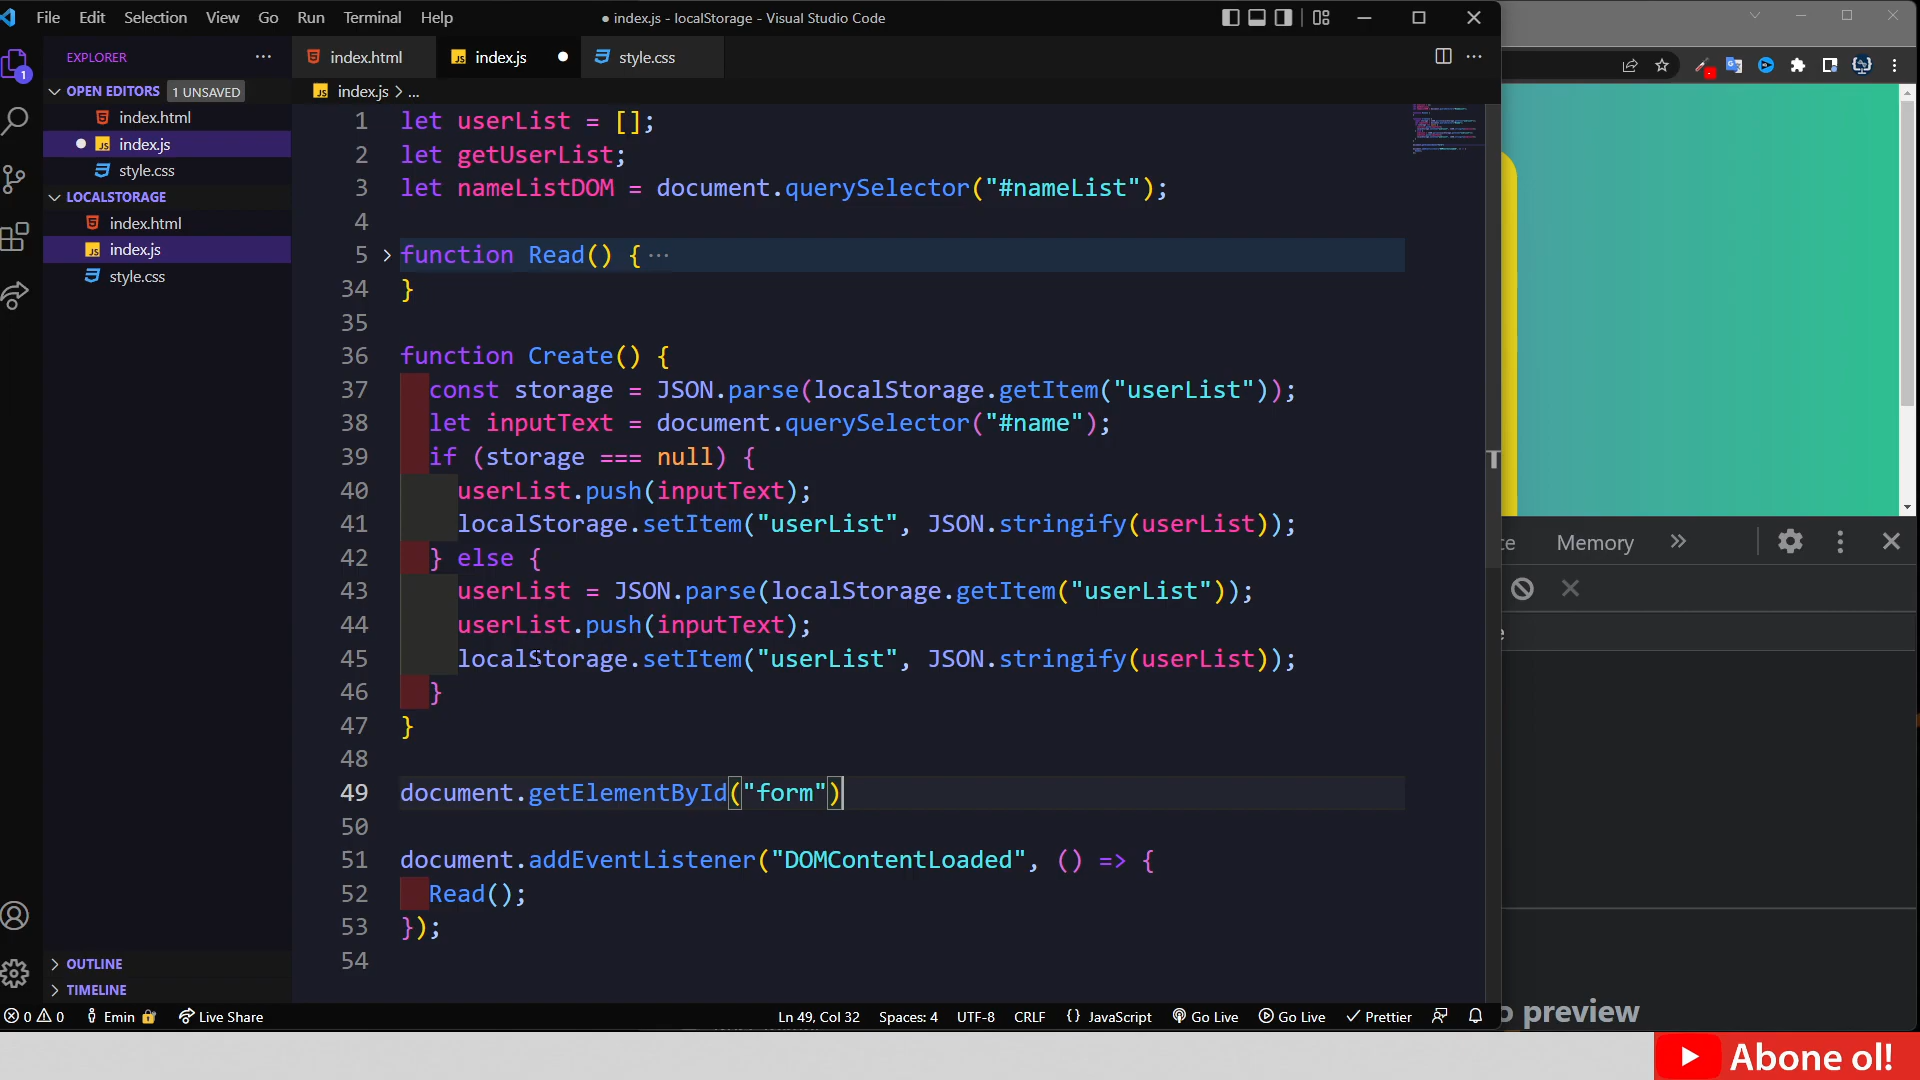 File Edit Selection View Go Run Terminal Help
● index.js - localStorage - Visual Studio Code
EXPLORER
OPEN EDITORS 1 UNSAVED
index.html
index.js
style.css
LOCALSTORAGE
index.html
index.js
style.css
OUTLINE
TIMELINE
1
index.html index.js style.css
index.js > ...
1 let userList = [];
2 let getUserList;
3 let nameListDOM = document.querySelector("#nameList");
4
5 function Read() { ···
34 }
35
36 function Create() {
37 const storage = JSON.parse(localStorage.getItem("userList"));
38 let inputText = document.querySelector("#name");
39 if (storage === null) {
40 userList.push(inputText);
41 localStorage.setItem("userList", JSON.stringify(userList));
42 } else {
43 userList = JSON.parse(localStorage.getItem("userList"));
44 userList.push(inputText);
45 localStorage.setItem("userList", JSON.stringify(userList));
46 }
47 }
48
49 document.getElementById("form")
50
51 document.addEventListener("DOMContentLoaded", () => {
52 Read();
53 });
54
Memory
o preview
0 0 Emin Live Share Ln 49, Col 32 Spaces: 4 UTF-8 CRLF {} JavaScript Go Live Go Live Prettier
Abone ol!